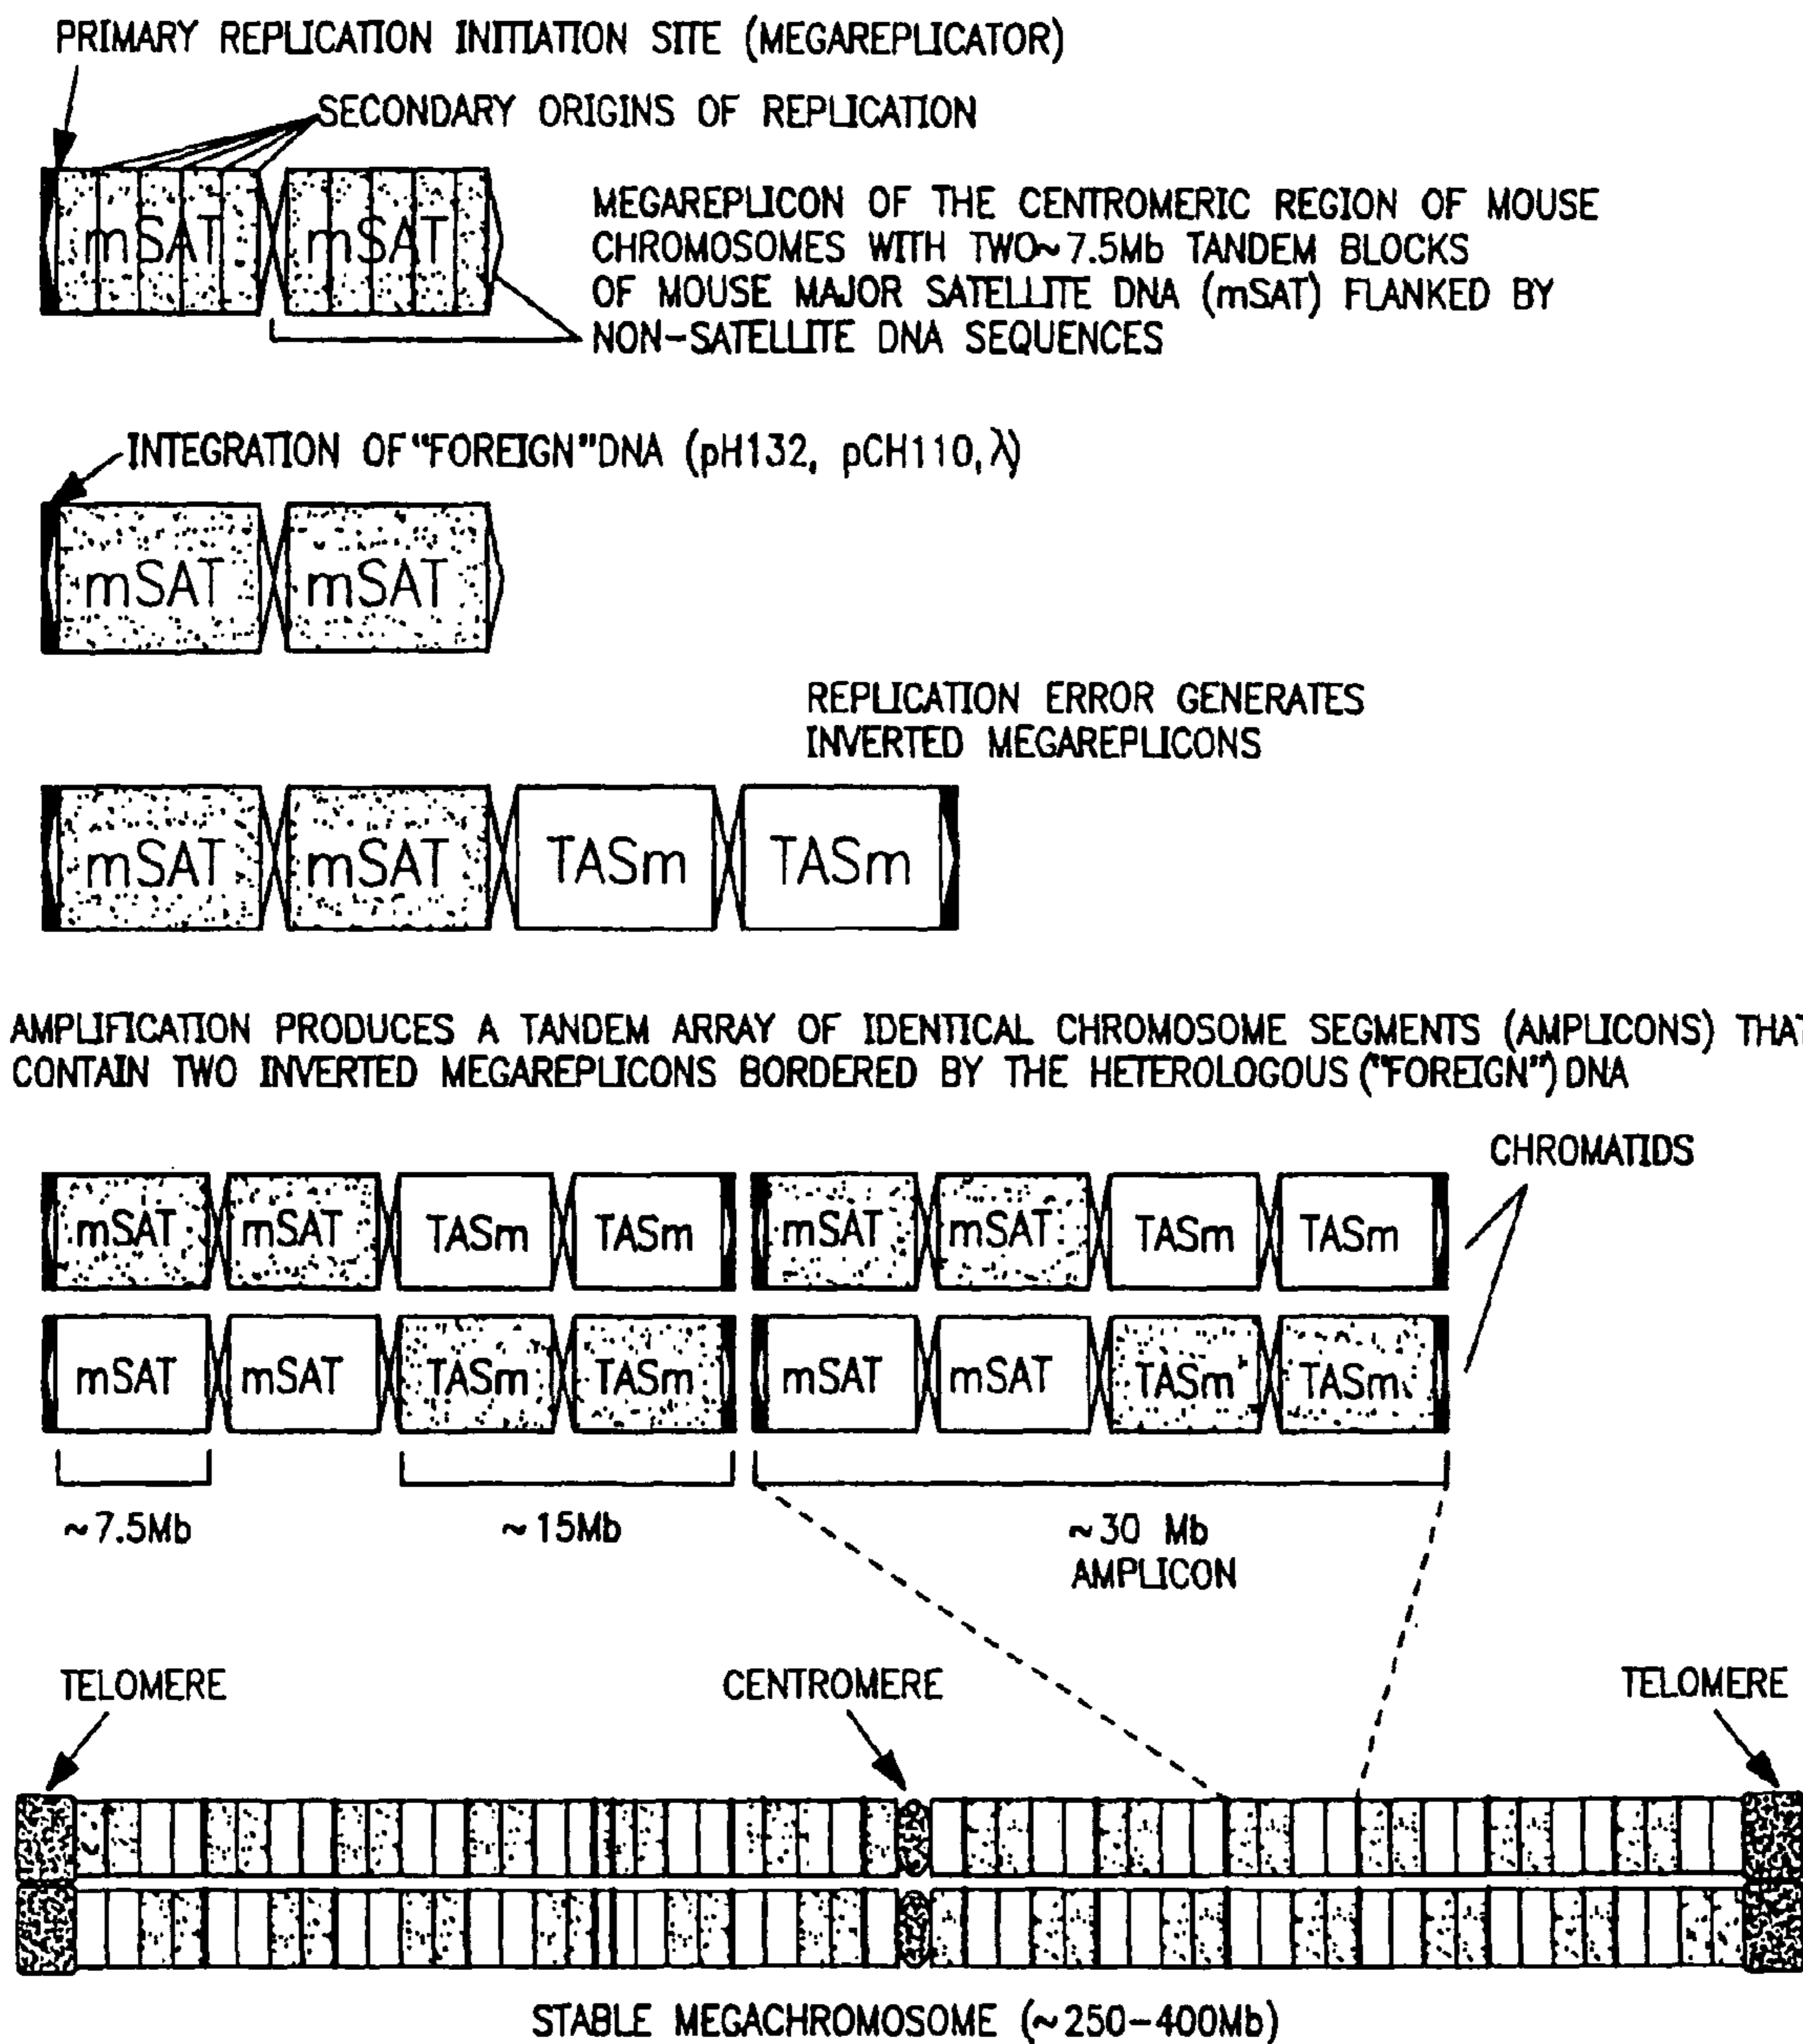 PRIMARY REPLICATION INITIATION SITE (MEGAREPLICATOR)
SECONDARY ORIGINS OF REPLICATION
mSAT mSAT
MEGAREPLICON OF THE CENTROMERIC REGION OF MOUSE
CHROMOSOMES WITH TWO~7.5Mb TANDEM BLOCKS
OF MOUSE MAJOR SATELLITE DNA (mSAT) FLANKED BY
NON-SATELLITE DNA SEQUENCES
INTEGRATION OF "FOREIGN" DNA (pH132, pCH110, λ)
mSAT mSAT
REPLICATION ERROR GENERATES
INVERTED MEGAREPLICONS
mSAT mSAT TASm TASm
AMPLIFICATION PRODUCES A TANDEM ARRAY OF IDENTICAL CHROMOSOME SEGMENTS (AMPLICONS) THAT
CONTAIN TWO INVERTED MEGAREPLICONS BORDERED BY THE HETEROLOGOUS ("FOREIGN") DNA
CHROMATIDS
mSAT mSAT TASm TASm mSAT mSAT TASm TASm
mSAT mSAT TASm TASm mSAT mSAT TASm TASm
~7.5Mb ~15Mb ~30 Mb
AMPLICON
TELOMERE CENTROMERE TELOMERE
STABLE MEGACHROMOSOME (~250-400Mb)